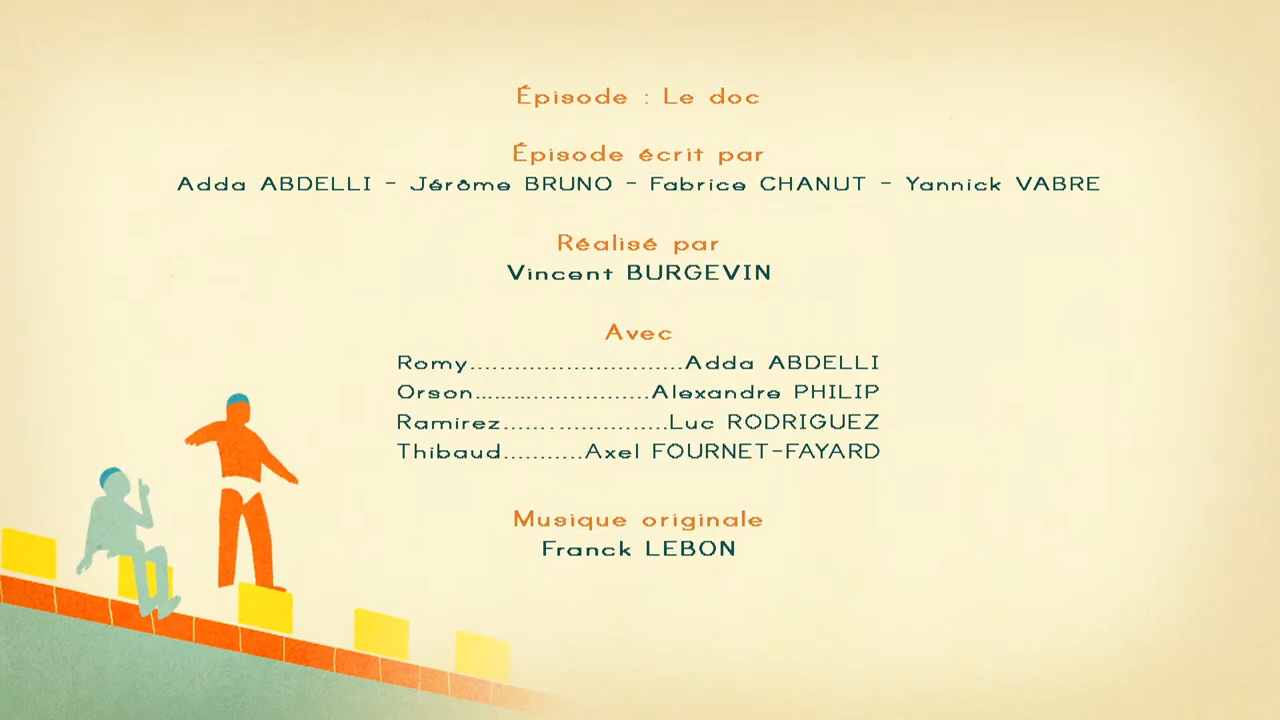 Épisode : Le doc
Épisode écrit par
Adda ABDELLI - Jérôme BRUNO - Fabrice CHANUT - Yannick VABRE
Réalisé par
Vincent BURGEVIN
Avec
Romy............................Adda ABDELLI
Orson.........................Alexandre PHILIP
Ramirez......................Luc RODRIGUEZ
Thibaud...........Axel FOURNET-FAYARD
Musique originale
Franck LEBON